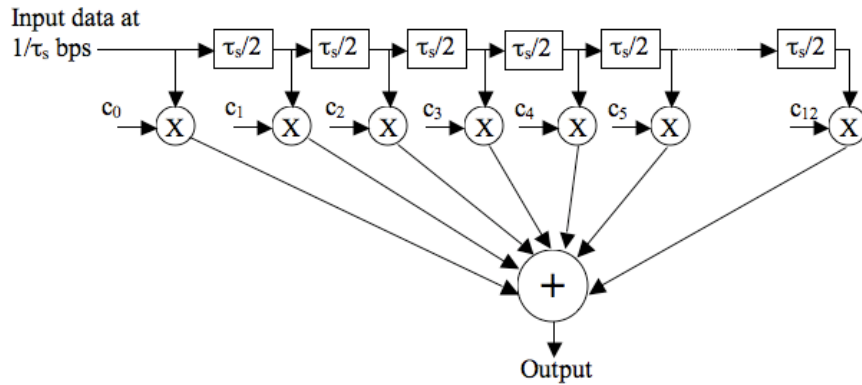 Input data at
1/τs bps
τs/2 τs/2 τs/2 τs/2 τs/2 τs/2
c0 c1 c2 c3 c4 c5 c12
X X X X X X X
+
Output